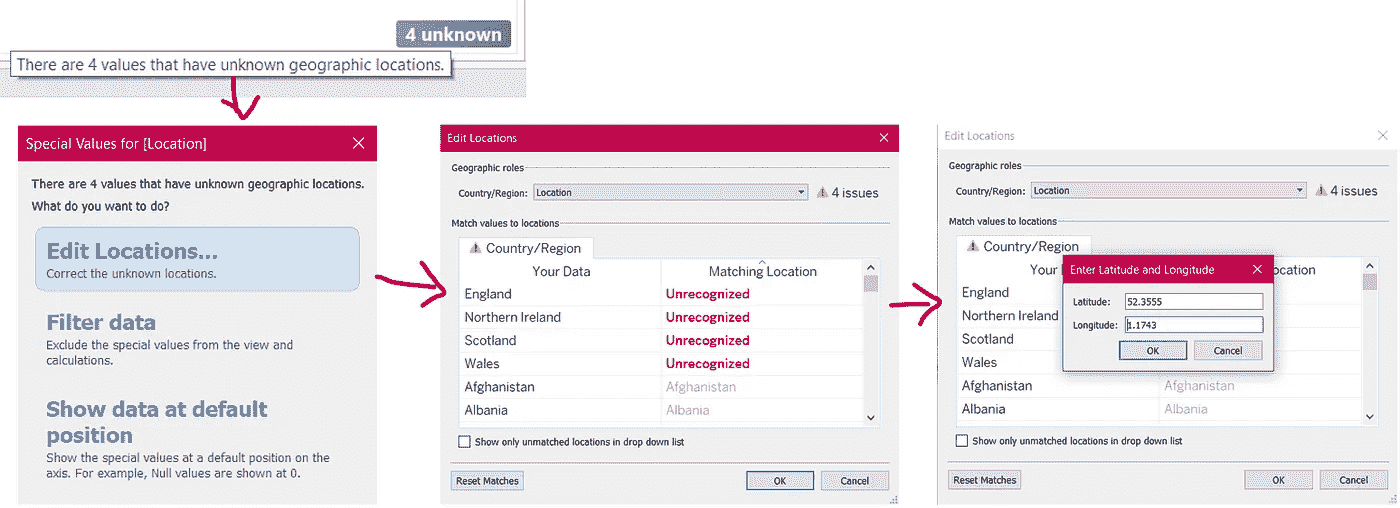 4 unknown
There are 4 values that have unknown geographic locations.
Special Values for [Location]
There are 4 values that have unknown geographic locations.
What do you want to do?
Edit Locations...
Correct the unknown locations.
Filter data
Exclude the special values from the view and
calculations.
Show data at default
position
Show the special values at a default position on the
axis. For example, Null values are shown at 0.
Edit Locations
Geographic roles
Country/Region: Location 4 issues
Match values to locations
Country/Region
Your Data Matching Location
England Unrecognized
Northern Ireland Unrecognized
Scotland Unrecognized
Wales Unrecognized
Afghanistan Afghanistan
Albania Albania
Show only unmatched locations in drop down list
Reset Matches OK Cancel
Edit Locations
Geographic roles
Country/Region: Location 4 issues
Match values to locations
Country/Region
Your D ocation
England
Northern Ireland
Scotland
Wales
Afghanistan Afghanistan
Albania Albania
Enter Latitude and Longitude
Latitude: 52.3555
Longitude: 1.1743
OK Cancel
Show only unmatched locations in drop down list
Reset Matches OK Cancel